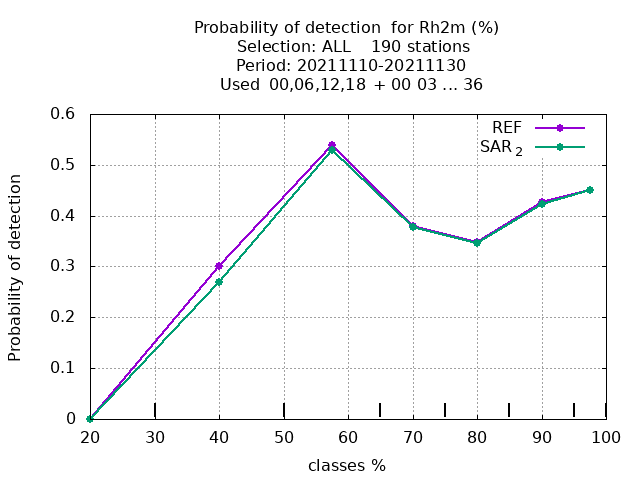 Probability of detection for Rh2m (%)
Selection: ALL 190 stations
Period: 20211110-20211130
Used 00,06,12,18 + 00 03 ... 36
REF
SAR 2
0.6
0.5
0.4
0.3
0.2
0.1
0
Probability of detection
20 30 40 50 60 70 80 90 100
classes %